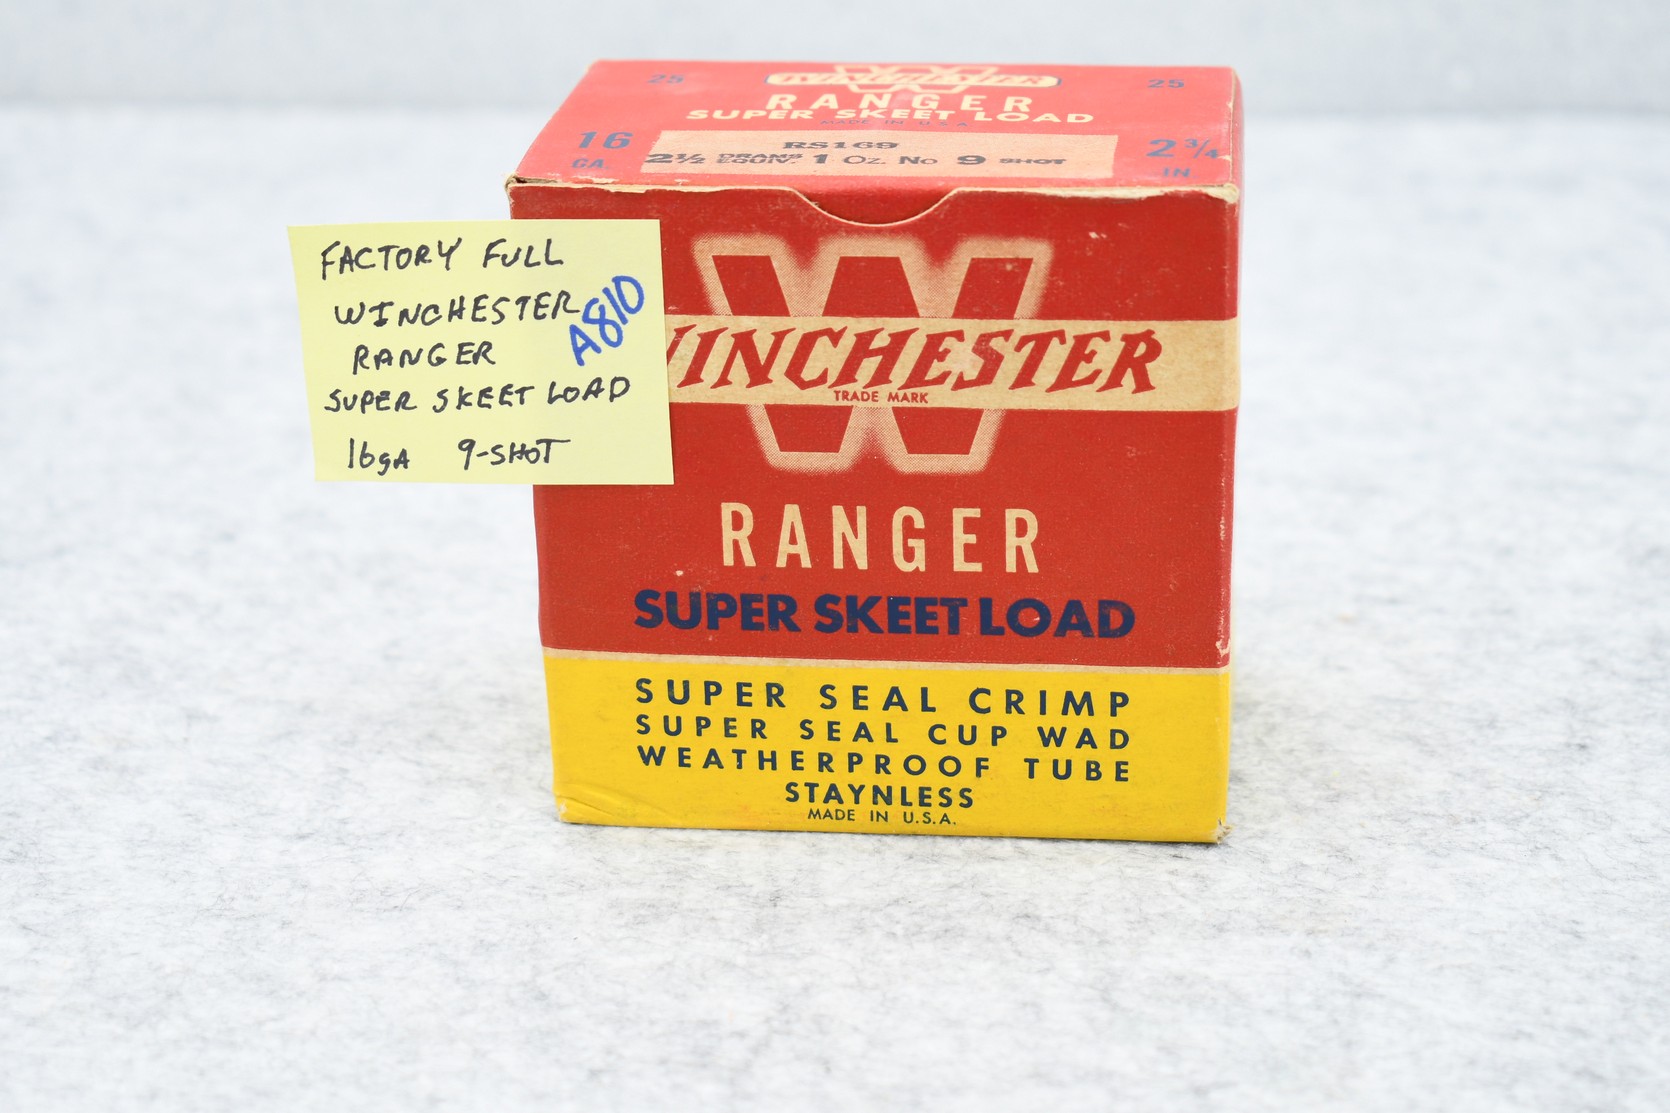 25 WINCHESTER 25
RANGER
SUPER SKEET LOAD
MADE IN U.S.A.
16 GA.
RS169
2½ DRAMS EQUIV. 1 Oz. No 9 SHOT
2 ¾ IN
FACTORY FULL
WINCHESTER
RANGER
SUPER SKEET LOAD
16gA 9-SHOT
A810
WINCHESTER
TRADE MARK
RANGER
SUPER SKEET LOAD
SUPER SEAL CRIMP
SUPER SEAL CUP WAD
WEATHERPROOF TUBE
STAYNLESS
MADE IN U.S.A.